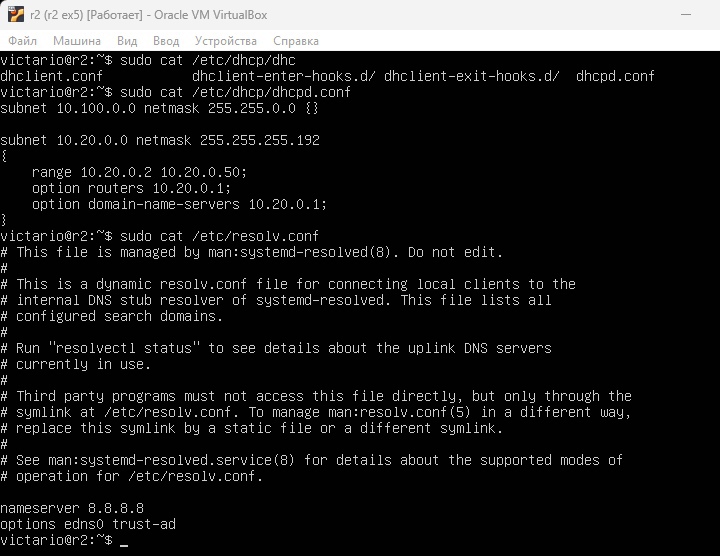 r2 (r2 ex5) [Работает] - Oracle VM VirtualBox
Файл Машина Вид Ввод Устройства Справка
victario@r2:~$ sudo cat /etc/dhcp/dhc
dhclient.conf dhclient-enter-hooks.d/ dhclient-exit-hooks.d/ dhcpd.conf
victario@r2:~$ sudo cat /etc/dhcp/dhcpd.conf
subnet 10.100.0.0 netmask 255.255.0.0 {}
subnet 10.20.0.0 netmask 255.255.255.192
{
range 10.20.0.2 10.20.0.50;
option routers 10.20.0.1;
option domain-name-servers 10.20.0.1;
}
victario@r2:~$ sudo cat /etc/resolv.conf
# This file is managed by man:systemd-resolved(8). Do not edit.
#
# This is a dynamic resolv.conf file for connecting local clients to the
# internal DNS stub resolver of systemd-resolved. This file lists all
# configured search domains.
#
# Run "resolvectl status" to see details about the uplink DNS servers
# currently in use.
#
# Third party programs must not access this file directly, but only through the
# symlink at /etc/resolv.conf. To manage man:resolv.conf(5) in a different way,
# replace this symlink by a static file or a different symlink.
#
# See man:systemd-resolved.service(8) for details about the supported modes of
# operation for /etc/resolv.conf.
nameserver 8.8.8.8
options edns0 trust-ad
victario@r2:~$ _